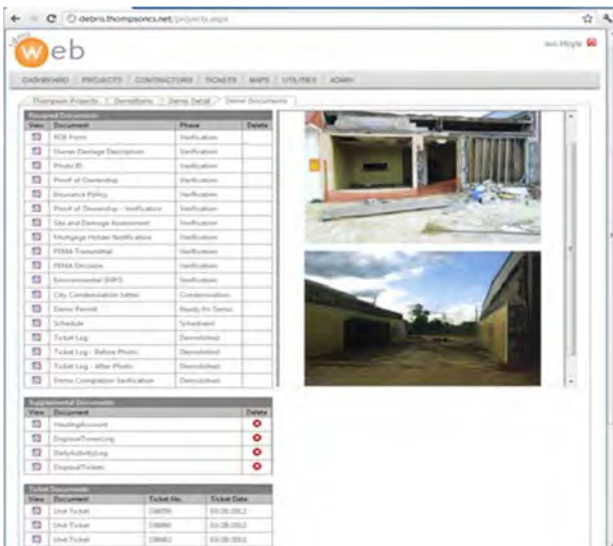 debris.thompsoncs.net/projects.aspx
Web
DASHBOARD PROJECTS CONTRACTORS TICKETS MAPS UTILITIES ADMIN
Thompson Projects Demolitions Demo Detail Demo Documents
Required Documents
View Document Phase Delete
ROE Form Verification
Owner Damage Description Verification
Photo ID Verification
Proof of Ownership Verification
Insurance Policy Verification
Proof of Ownership - Verification Verification
Site and Damage Assessment Verification
Mortgage Holder Notification Verification
FEMA Transmittal Verification
FEMA Decision Verification
Environmental SHPO Verification
City Condemnation Letter Condemnation
Demo Permit Ready for Demo
Schedule Scheduled
Ticket Log Demolished
Ticket Log - Before Photo Demolished
Ticket Log - After Photo Demolished
Demo Completion Verification Demolished
Supplemental Documents
View Document Delete
HaulingAccount
DisposalTowerLog
DailyActivityLog
DisposalTickets
Ticket Documents
View Document Ticket No. Ticket Date
Unit Ticket
Unit Ticket
Unit Ticket